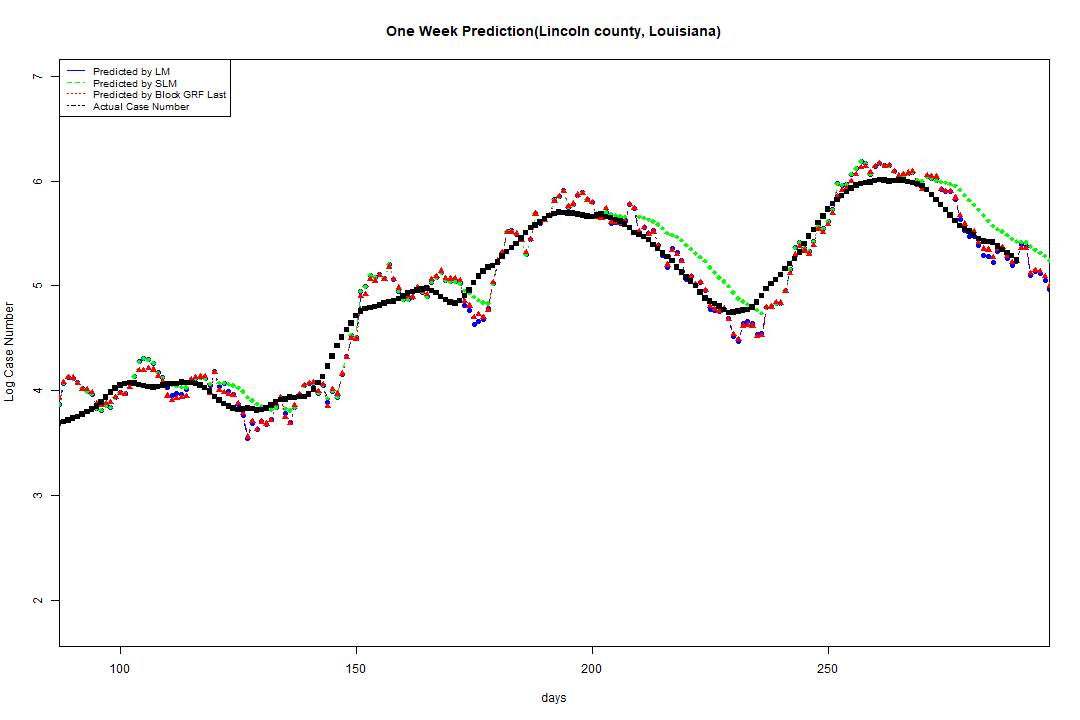 One Week Prediction(Lincoln county, Louisiana)
Predicted by LM
Predicted by SLM
Predicted by Block GRF Last
Actual Case Number
7
6
5
4
3
2
Log Case Number
100 150 200 250
days